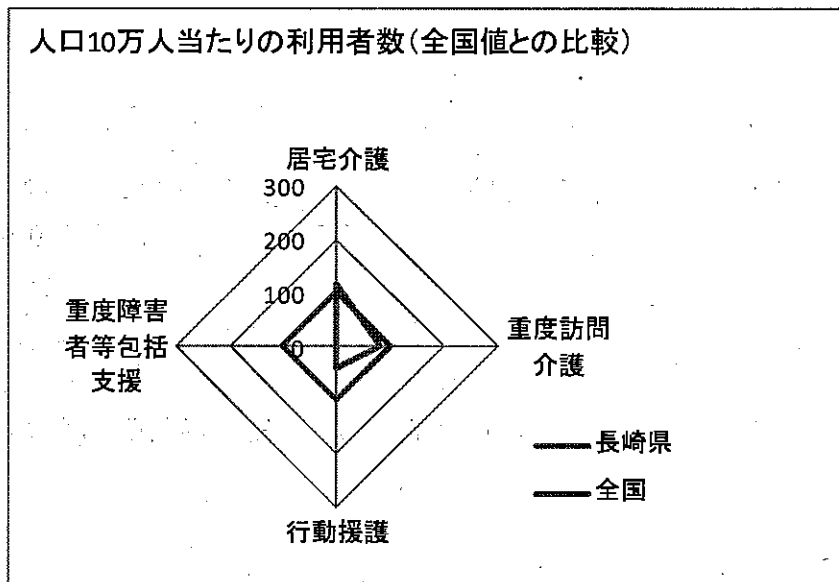 人口10万人当たりの利用者数(全国値との比較)
居宅介護
300
200
100
0
重度障害
者等包括
支援
重度訪問
介護
行動援護
長崎県
全国